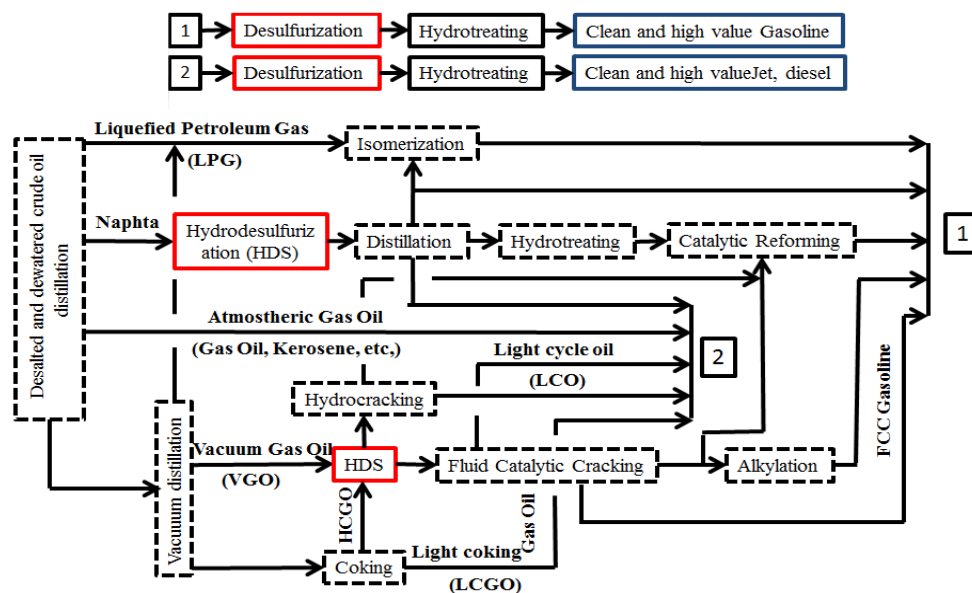 1
Desulfurization
Hydrotreating
Clean and high value Gasoline
2
Desulfurization
Hydrotreating
Clean and high valueJet, diesel
Liquefied Petroleum Gas
(LPG)
Isomerization
Desalted and dewatered crude oil
distillation
Naphta
Hydrodesulfuriz
ation (HDS)
Distillation
Hydrotreating
Catalytic Reforming
1
Atmostheric Gas Oil
(Gas Oil, Kerosene, etc,)
Light cycle oil
(LCO)
2
Hydrocracking
FCC Gasoline
Vacuum distillation
Vacuum Gas Oil
(VGO)
HDS
Fluid Catalytic Cracking
Alkylation
HCGO
Gas Oil
Coking
Light coking
(LCGO)